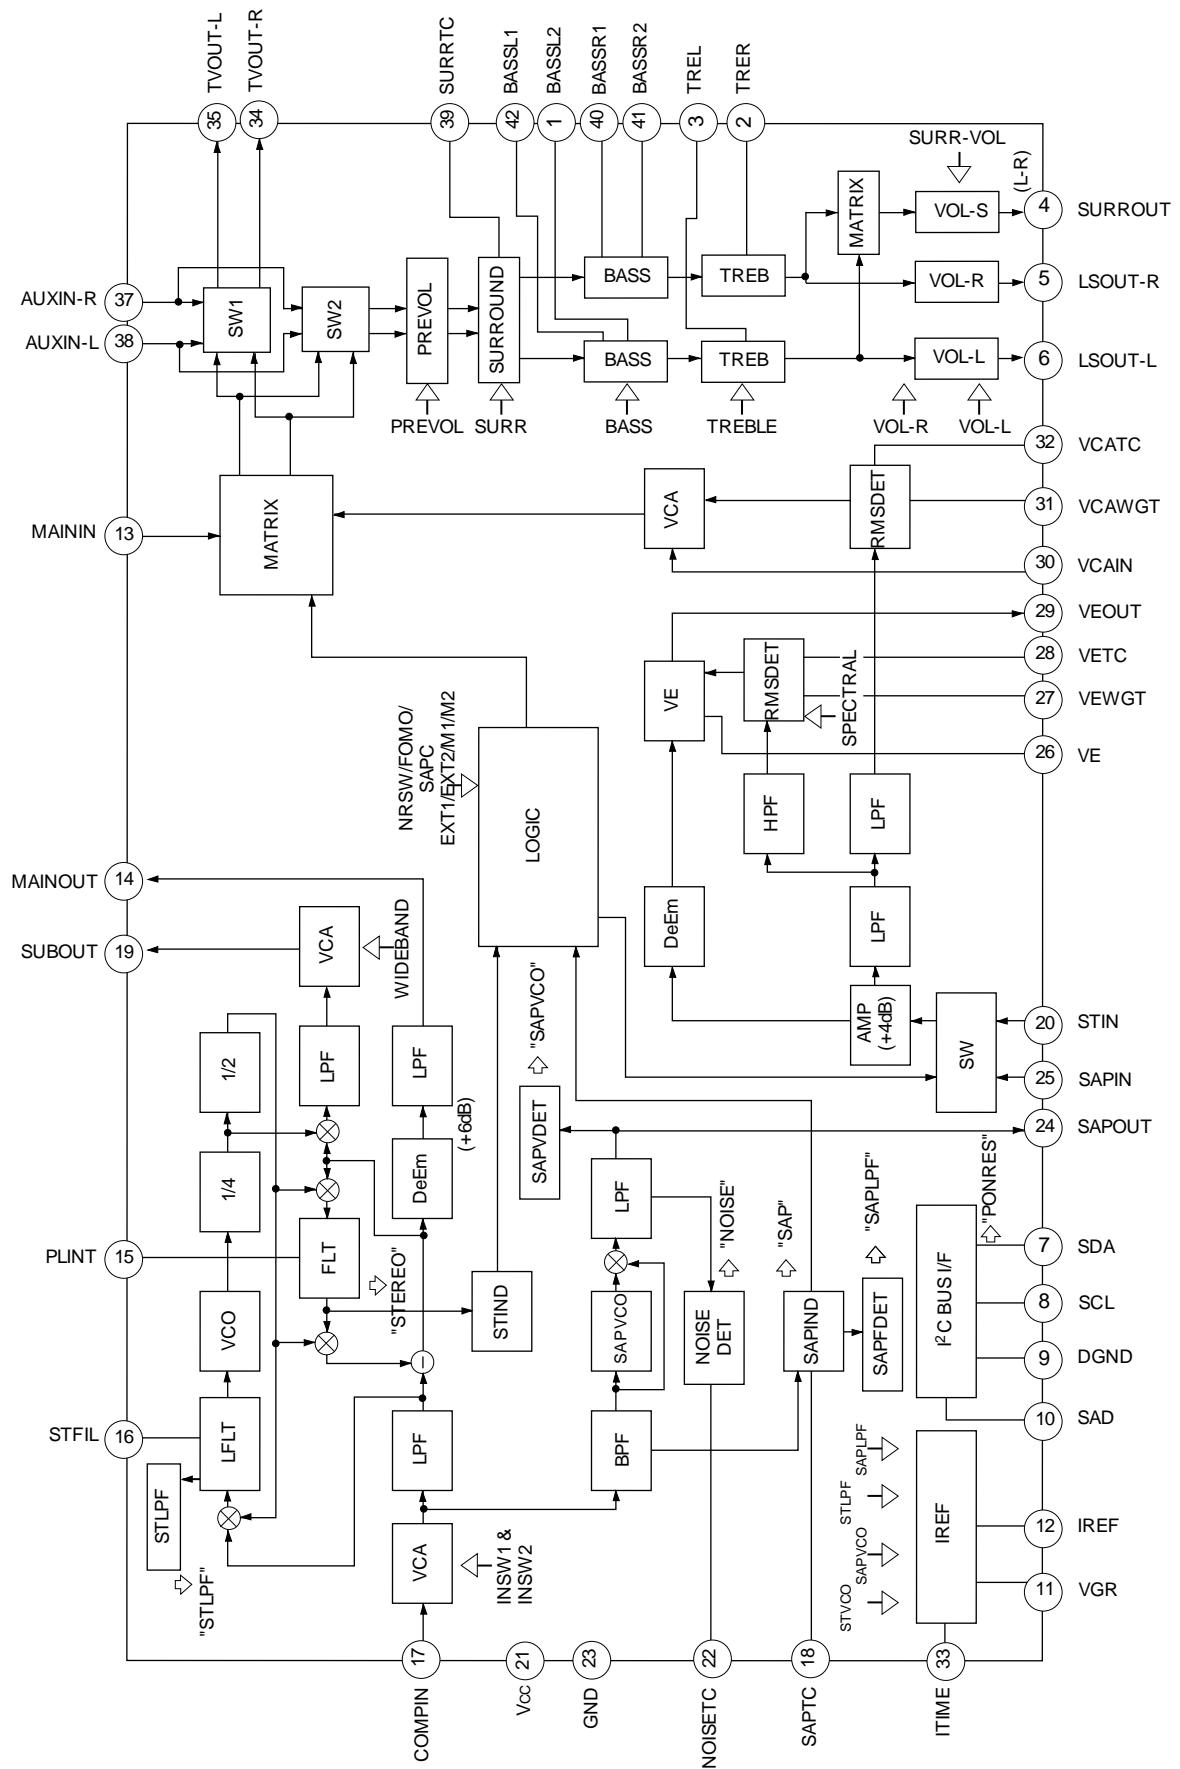 TVOUT-L
TVOUT-R
SURRTC
BASSL1
BASSL2
BASSR1
BASSR2
TREL
TRER
35
34
39
42
1
40
41
3
2
SURR-VOL
(L-R)
AUXIN-R
37
AUXIN-L
38
SW1
SW2
PREVOL
SURROUND
BASS
TREB
BASS
TREB
MATRIX
VOL-S
4
SURROUT
VOL-R
5
LSOUT-R
VOL-L
6
LSOUT-L
PREVOL
SURR
BASS
TREBLE
VOL-R
VOL-L
32
VCATC
MAININ
13
MATRIX
VCA
RMSDET
31
VCAWGT
30
VCAIN
29
VEOUT
VE
RMSDET
28
VETC
SPECTRAL
27
VEWGT
26
VE
NRSW/FOMO/
SAPC
EXT1/EXT2/M1/M2
LOGIC
HPF
LPF
MAINOUT
14
SUBOUT
19
VCA
WIDEBAND
DeEm
LPF
"SAPVCO"
AMP
(+4dB)
SW
20
STIN
25
SAPIN
24
SAPOUT
1/2
LPF
LPF
(+6dB)
SAPVDET
1/4
DeEm
LPF
"NOISE"
"SAP"
"SAPLPF"
"PONRES"
PLINT
15
FLT
"STEREO"
STIND
VCO
SAPVCO
NOISE
DET
SAPIND
SAPFDET
I²C BUS I/F
7
SDA
8
SCL
9
DGND
10
SAD
STFIL
16
LFLT
LPF
BPF
STLPF
"STLPF"
VCA
INSW1 &
INSW2
SAPLPF
STLPF
SAPVCO
STVCO
IREF
12
IREF
11
VGR
17
21
23
22
18
33
COMPIN
Vcc
GND
NOISETC
SAPTC
ITIME